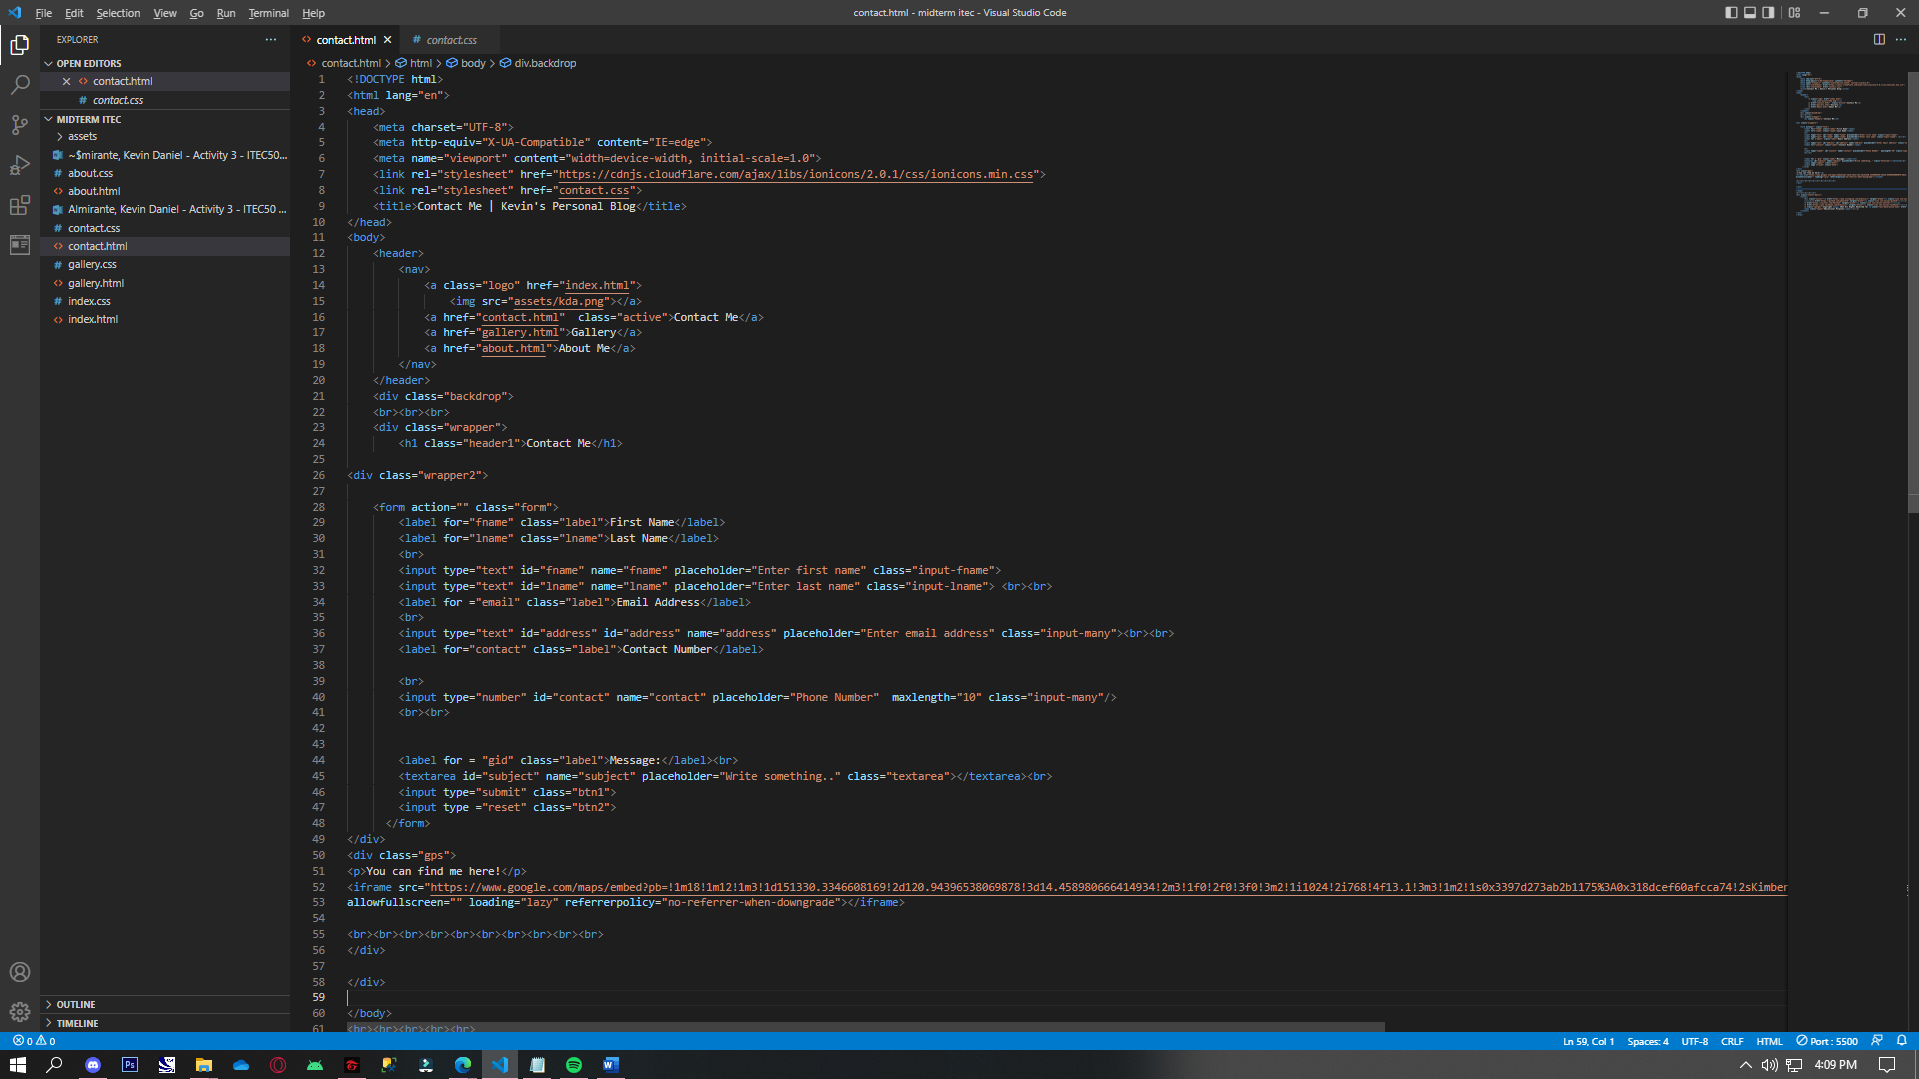 File Edit Selection View Go Run Terminal Help
contact.html - midterm itec - Visual Studio Code
EXPLORER
OPEN EDITORS
contact.html
contact.css
MIDTERM ITEC
assets
~$mirante, Kevin Daniel - Activity 3 - ITEC50...
about.css
about.html
Almirante, Kevin Daniel - Activity 3 - ITEC50 ...
contact.css
contact.html
gallery.css
gallery.html
index.css
index.html
OUTLINE
TIMELINE
contact.html
contact.css
contact.html > html > body > div.backdrop
1 <!DOCTYPE html>
2 <html lang="en">
3 <head>
4 <meta charset="UTF-8">
5 <meta http-equiv="X-UA-Compatible" content="IE=edge">
6 <meta name="viewport" content="width=device-width, initial-scale=1.0">
7 <link rel="stylesheet" href="https://cdnjs.cloudflare.com/ajax/libs/ionicons/2.0.1/css/ionicons.min.css">
8 <link rel="stylesheet" href="contact.css">
9 <title>Contact Me | Kevin's Personal Blog</title>
10 </head>
11 <body>
12 <header>
13 <nav>
14 <a class="logo" href="index.html">
15 <img src="assets/kda.png"></a>
16 <a href="contact.html"  class="active">Contact Me</a>
17 <a href="gallery.html">Gallery</a>
18 <a href="about.html">About Me</a>
19 </nav>
20 </header>
21 <div class="backdrop">
22 <br><br><br>
23 <div class="wrapper">
24 <h1 class="header1">Contact Me</h1>
25
26 <div class="wrapper2">
27
28 <form action="" class="form">
29 <label for="fname" class="label">First Name</label>
30 <label for="lname" class="lname">Last Name</label>
31 <br>
32 <input type="text" id="fname" name="fname" placeholder="Enter first name" class="input-fname">
33 <input type="text" id="lname" name="lname" placeholder="Enter last name" class="input-lname"> <br><br>
34 <label for ="email" class="label">Email Address</label>
35 <br>
36 <input type="text" id="address" id="address" name="address" placeholder="Enter email address" class="input-many"><br><br>
37 <label for="contact" class="label">Contact Number</label>
38
39 <br>
40 <input type="number" id="contact" name="contact" placeholder="Phone Number"  maxlength="10" class="input-many"/>
41 <br><br>
42
43
44 <label for = "gid" class="label">Message:</label><br>
45 <textarea id="subject" name="subject" placeholder="Write something.." class="textarea"></textarea><br>
46 <input type="submit" class="btn1">
47 <input type ="reset" class="btn2">
48 </form>
49 </div>
50 <div class="gps">
51 <p>You can find me here!</p>
52 <iframe src="https://www.google.com/maps/embed?pb=!1m18!1m12!1m3!1d151330.3346608169!2d120.94396538069878!3d14.458980666414934!2m3!1f0!2f0!3f0!3m2!1i1024!2i768!4f13.1!3m3!1m2!1s0x3397d273ab2b1175%3A0x318dcef60afcca74!2sKimber
53 allowfullscreen="" loading="lazy" referrerpolicy="no-referrer-when-downgrade"></iframe>
54
55 <br><br><br><br><br><br><br><br><br><br>
56 </div>
57
58 </div>
59
60 </body>
61 <br><br><br><br><br>
0 0
Ln 59, Col 1 Spaces: 4 UTF-8 CRLF HTML Port : 5500
4:09 PM